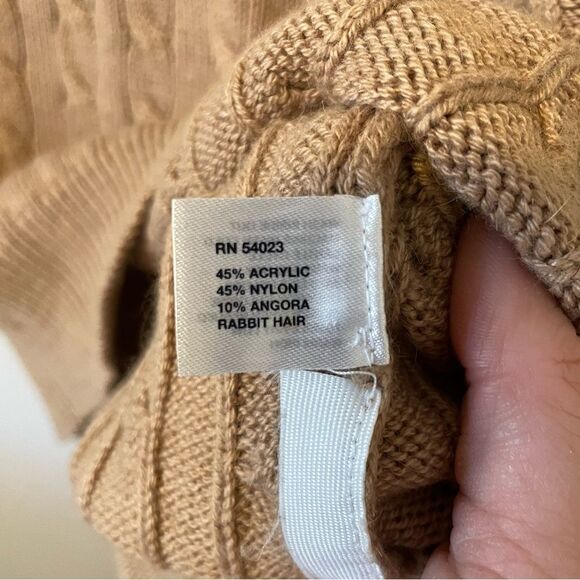 RN 54023
45% ACRYLIC
45% NYLON
10% ANGORA
RABBIT HAIR